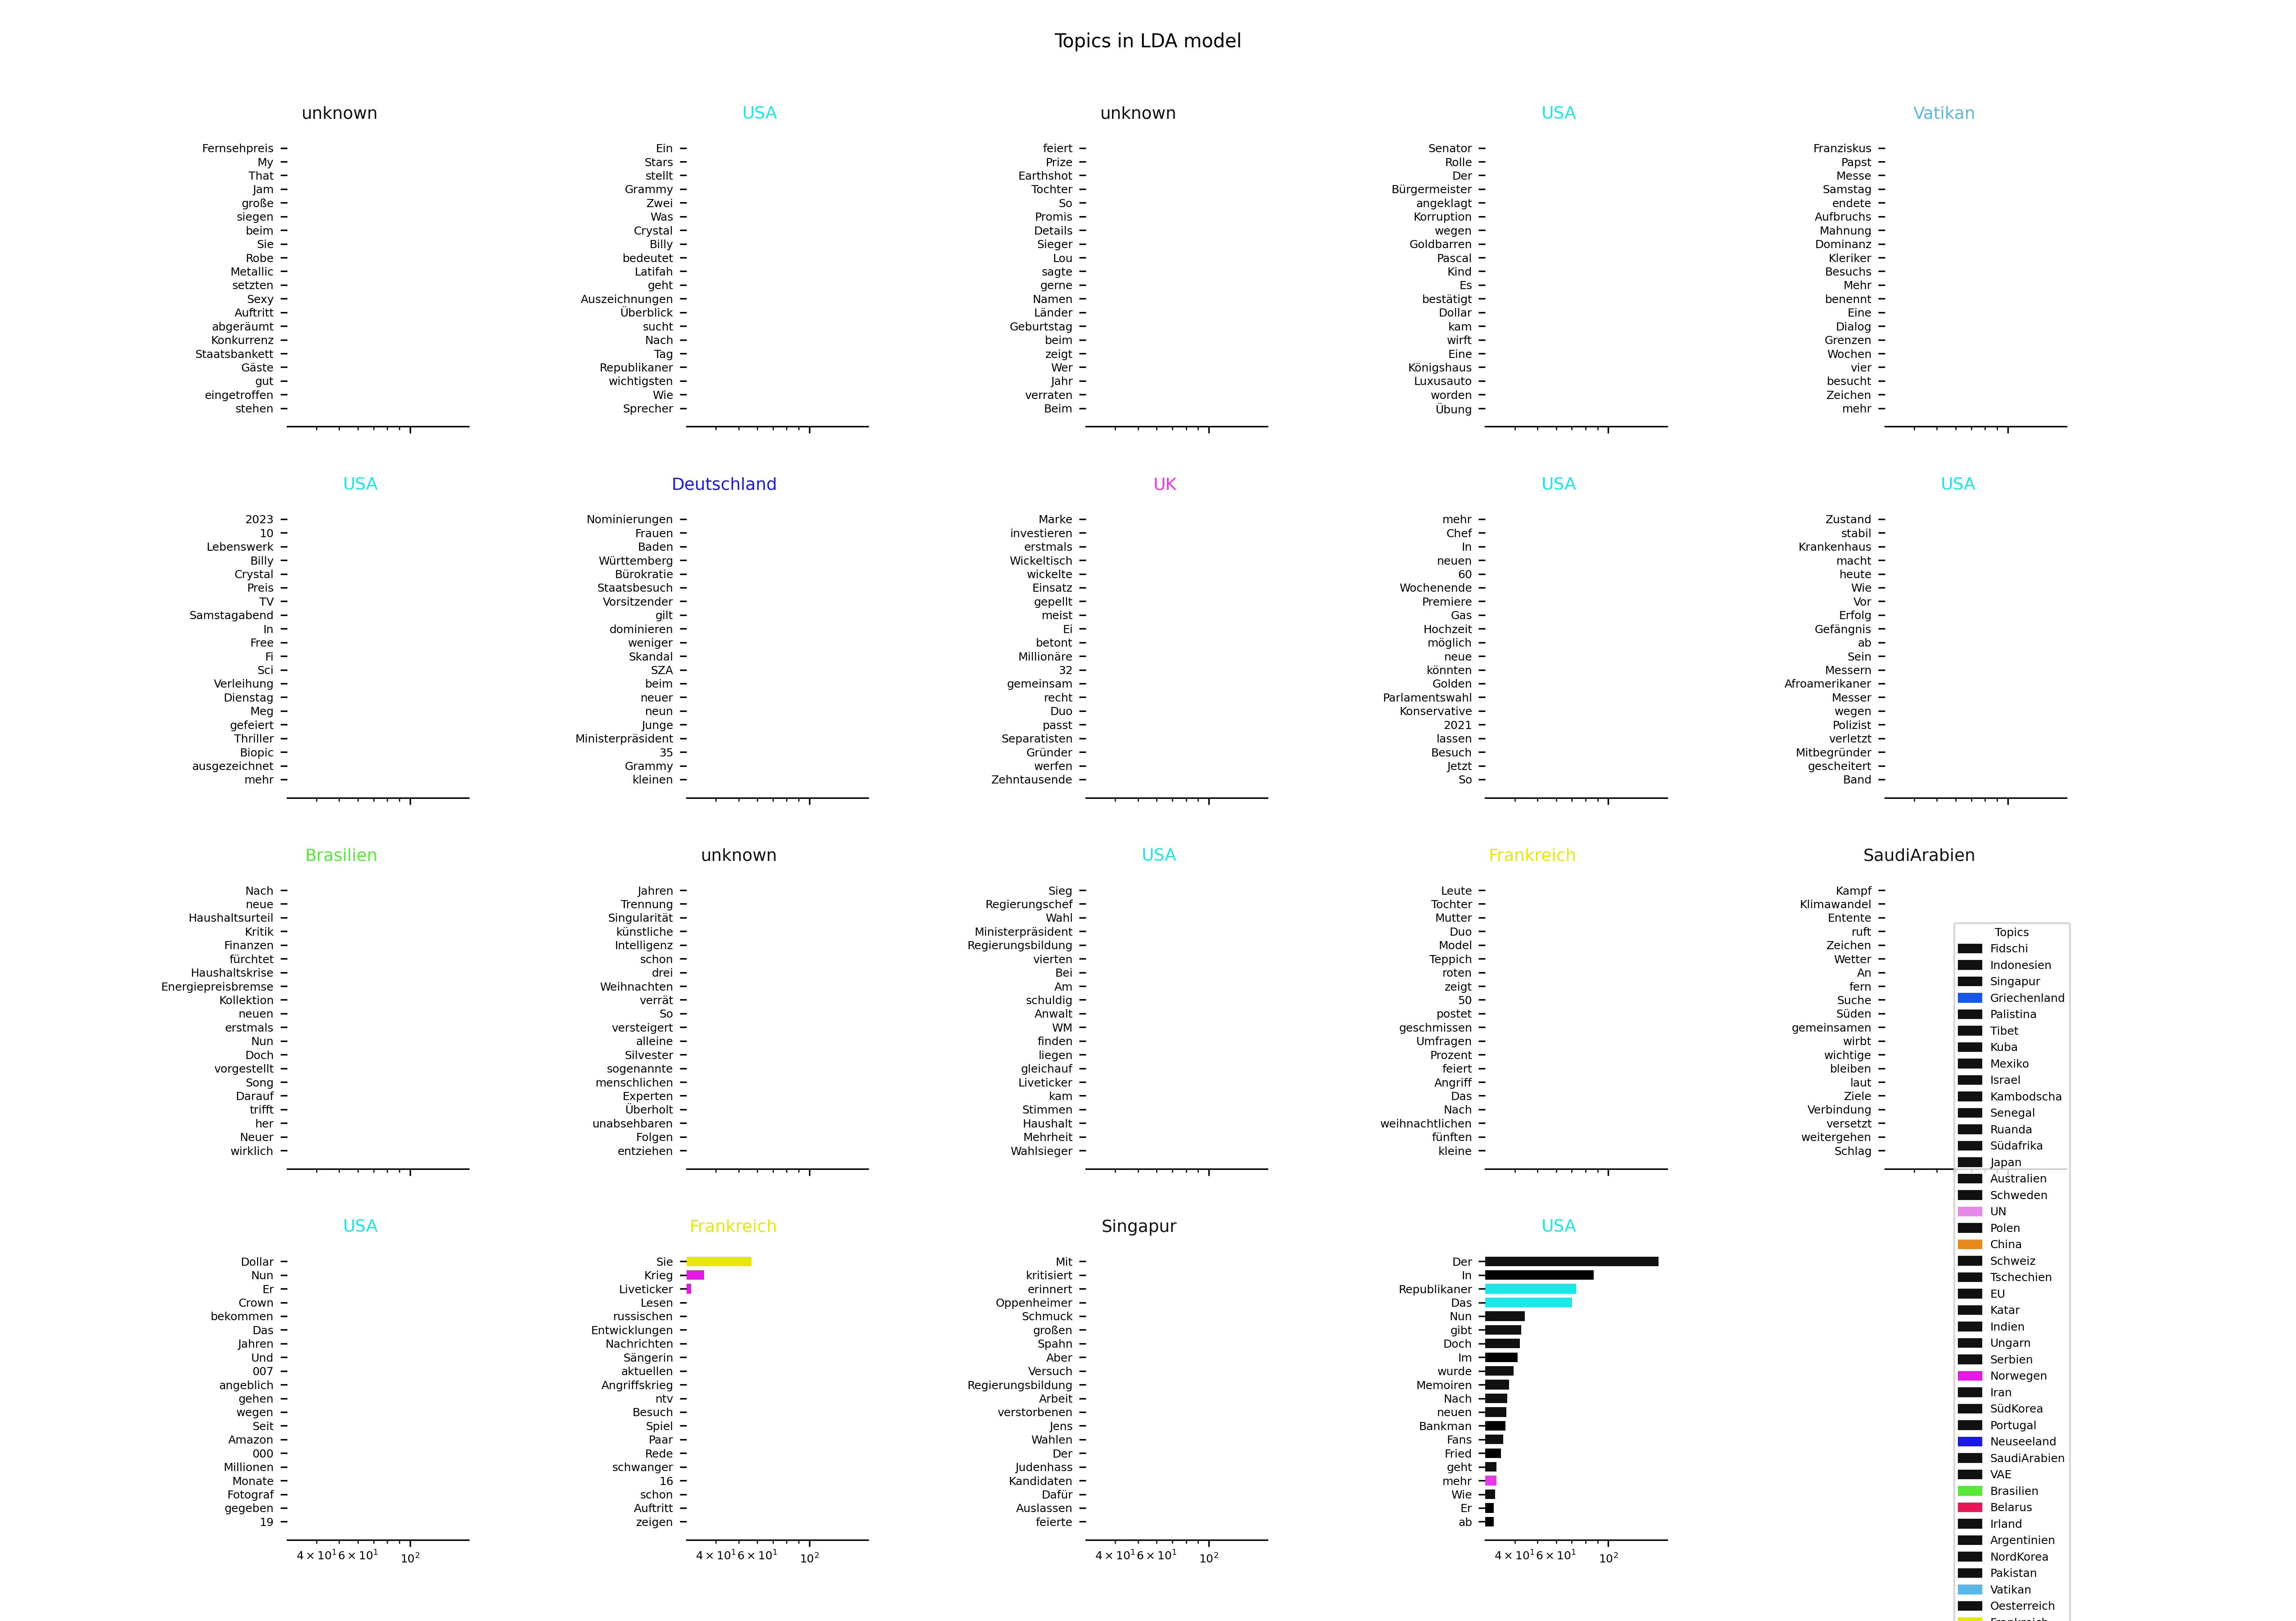 Topics in LDA model
unknown
Fernsehpreis
My
That
Jam
große
siegen
beim
Sie
Robe
Metallic
setzten
Sexy
Auftritt
abgeräumt
Konkurrenz
Staatsbankett
Gäste
gut
eingetroffen
stehen
USA
Ein
Stars
stellt
Grammy
Zwei
Was
Crystal
Billy
bedeutet
Latifah
geht
Auszeichnungen
Überblick
sucht
Nach
Tag
Republikaner
wichtigsten
Wie
Sprecher
unknown
feiert
Prize
Earthshot
Tochter
So
Promis
Details
Sieger
Lou
sagte
gerne
Namen
Länder
Geburtstag
beim
zeigt
Wer
Jahr
verraten
Beim
USA
Senator
Rolle
Der
Bürgermeister
angeklagt
Korruption
wegen
Goldbarren
Pascal
Kind
Es
bestätigt
Dollar
kam
wirft
Eine
Königshaus
Luxusauto
worden
Übung
Vatikan
Franziskus
Papst
Messe
Samstag
endete
Aufbruchs
Mahnung
Dominanz
Kleriker
Besuchs
Mehr
benennt
Eine
Dialog
Grenzen
Wochen
vier
besucht
Zeichen
mehr
USA
2023
10
Lebenswerk
Billy
Crystal
Preis
TV
Samstagabend
In
Free
Fi
Sci
Verleihung
Dienstag
Meg
gefeiert
Thriller
Biopic
ausgezeichnet
mehr
Deutschland
Nominierungen
Frauen
Baden
Württemberg
Bürokratie
Staatsbesuch
Vorsitzender
gilt
dominieren
weniger
Skandal
SZA
beim
neuer
neun
Junge
Ministerpräsident
35
Grammy
kleinen
UK
Marke
investieren
erstmals
Wickeltisch
wickelte
Einsatz
gepellt
meist
Ei
betont
Millionäre
32
gemeinsam
recht
Duo
passt
Separatisten
Gründer
werfen
Zehntausende
USA
mehr
Chef
In
neuen
60
Wochenende
Premiere
Gas
Hochzeit
möglich
neue
könnten
Golden
Parlamentswahl
Konservative
2021
lassen
Besuch
Jetzt
So
USA
Zustand
stabil
Krankenhaus
macht
heute
Wie
Vor
Erfolg
Gefängnis
ab
Sein
Messern
Afroamerikaner
Messer
wegen
Polizist
verletzt
Mitbegründer
gescheitert
Band
Brasilien
Nach
neue
Haushaltsurteil
Kritik
Finanzen
fürchtet
Haushaltskrise
Energiepreisbremse
Kollektion
neuen
erstmals
Nun
Doch
vorgestellt
Song
Darauf
trifft
her
Neuer
wirklich
unknown
Jahren
Trennung
Singularität
künstliche
Intelligenz
schon
drei
Weihnachten
verrät
So
versteigert
alleine
Silvester
sogenannte
menschlichen
Experten
Überholt
unabsehbaren
Folgen
entziehen
USA
Sieg
Regierungschef
Wahl
Ministerpräsident
Regierungsbildung
vierten
Bei
Am
schuldig
Anwalt
WM
finden
liegen
gleichauf
Liveticker
kam
Stimmen
Haushalt
Mehrheit
Wahlsieger
Frankreich
Leute
Tochter
Mutter
Duo
Model
Teppich
roten
zeigt
50
postet
geschmissen
Umfragen
Prozent
feiert
Angriff
Das
Nach
weihnachtlichen
fünften
kleine
SaudiArabien
Kampf
Klimawandel
Entente
ruft
Zeichen
Wetter
An
fern
Suche
Süden
gemeinsamen
wirbt
wichtige
bleiben
laut
Ziele
Verbindung
versetzt
weitergehen
Schlag
USA
Dollar
Nun
Er
Crown
bekommen
Das
Jahren
Und
007
angeblich
gehen
wegen
Seit
Amazon
000
Millionen
Monate
Fotograf
gegeben
19
4 × 10¹ 6 × 10¹ 10²
Frankreich
Sie
Krieg
Liveticker
Lesen
russischen
Entwicklungen
Nachrichten
Sängerin
aktuellen
Angriffskrieg
ntv
Besuch
Spiel
Paar
Rede
schwanger
16
schon
Auftritt
zeigen
4 × 10¹ 6 × 10¹ 10²
Singapur
Mit
kritisiert
erinnert
Oppenheimer
Schmuck
großen
Spahn
Aber
Versuch
Regierungsbildung
Arbeit
verstorbenen
Jens
Wahlen
Der
Judenhass
Kandidaten
Dafür
Auslassen
feierte
4 × 10¹ 6 × 10¹ 10²
USA
Der
In
Republikaner
Das
Nun
gibt
Doch
Im
wurde
Memoiren
Nach
neuen
Bankman
Fans
Fried
geht
mehr
Wie
Er
ab
4 × 10¹ 6 × 10¹ 10²
Topics
Fidschi
Indonesien
Singapur
Griechenland
Palistina
Tibet
Kuba
Mexiko
Israel
Kambodscha
Senegal
Ruanda
Südafrika
Japan
Australien
Schweden
UN
Polen
China
Schweiz
Tschechien
EU
Katar
Indien
Ungarn
Serbien
Norwegen
Iran
SüdKorea
Portugal
Neuseeland
SaudiArabien
VAE
Brasilien
Belarus
Irland
Argentinien
NordKorea
Pakistan
Vatikan
Oesterreich